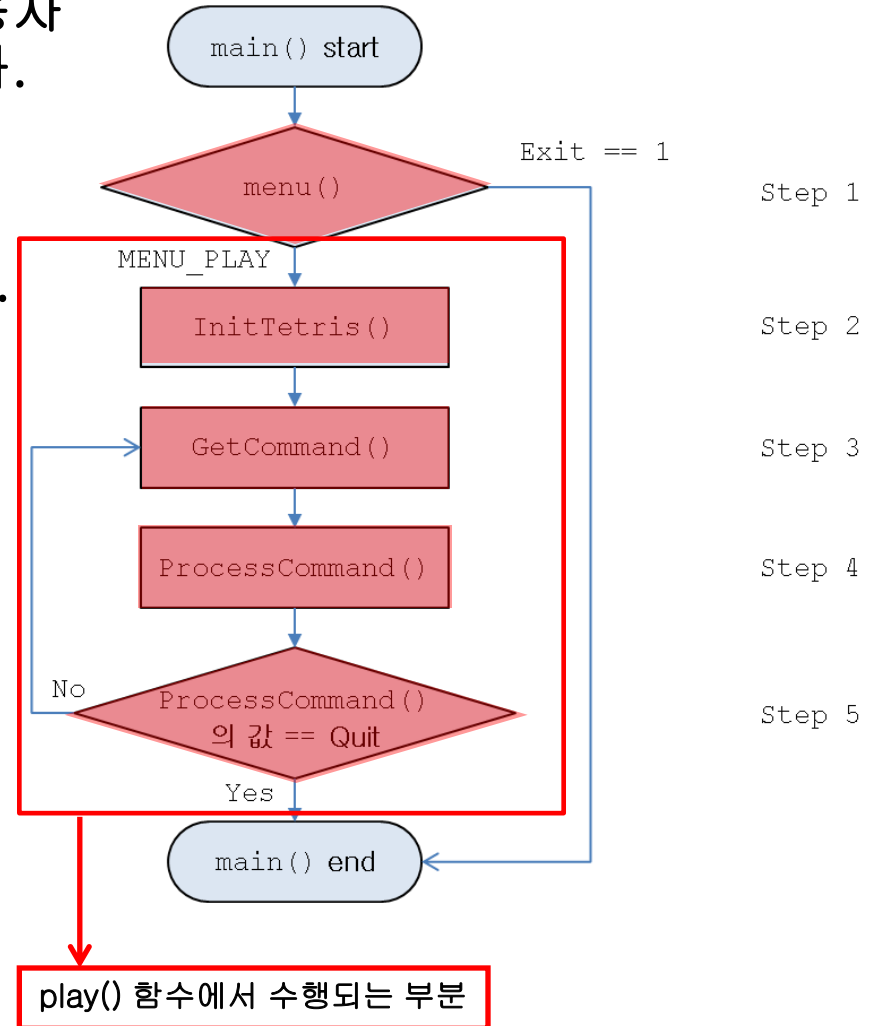 자
.
main() start
Exit == 1
menu()
Step 1
MENU_PLAY
.
InitTetris()
Step 2
GetCommand()
Step 3
ProcessCommand()
Step 4
No
ProcessCommand()
의 값 == Quit
Step 5
Yes
main() end
play() 함수에서 수행되는 부분